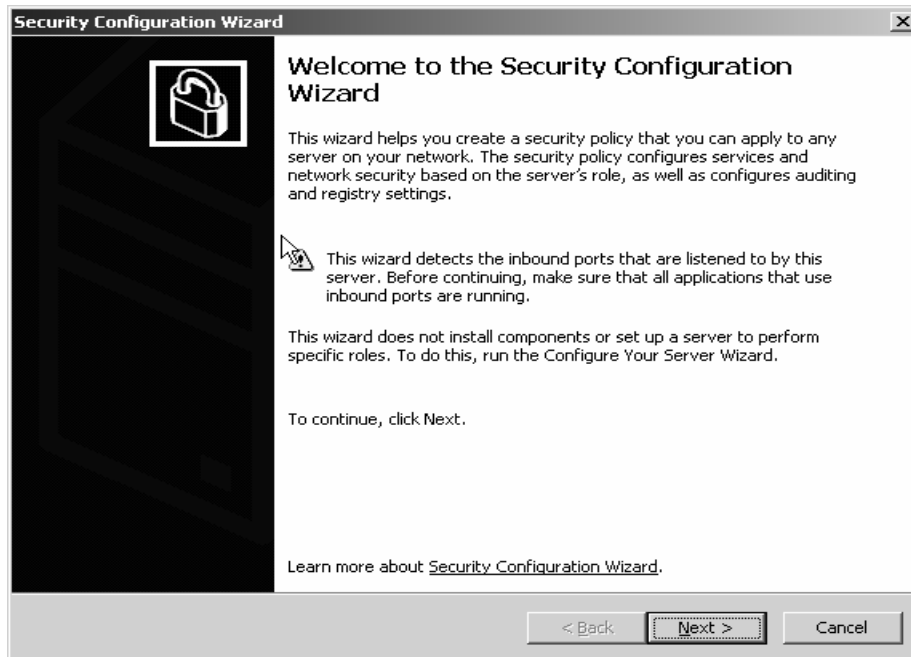 Security Configuration Wizard
Welcome to the Security Configuration
Wizard
This wizard helps you create a security policy that you can apply to any
server on your network. The security policy configures services and
network security based on the server's role, as well as configures auditing
and registry settings.
This wizard detects the inbound ports that are listened to by this
server. Before continuing, make sure that all applications that use
inbound ports are running.
This wizard does not install components or set up a server to perform
specific roles. To do this, run the Configure Your Server Wizard.
To continue, click Next.
Learn more about Security Configuration Wizard.
< Back Next > Cancel